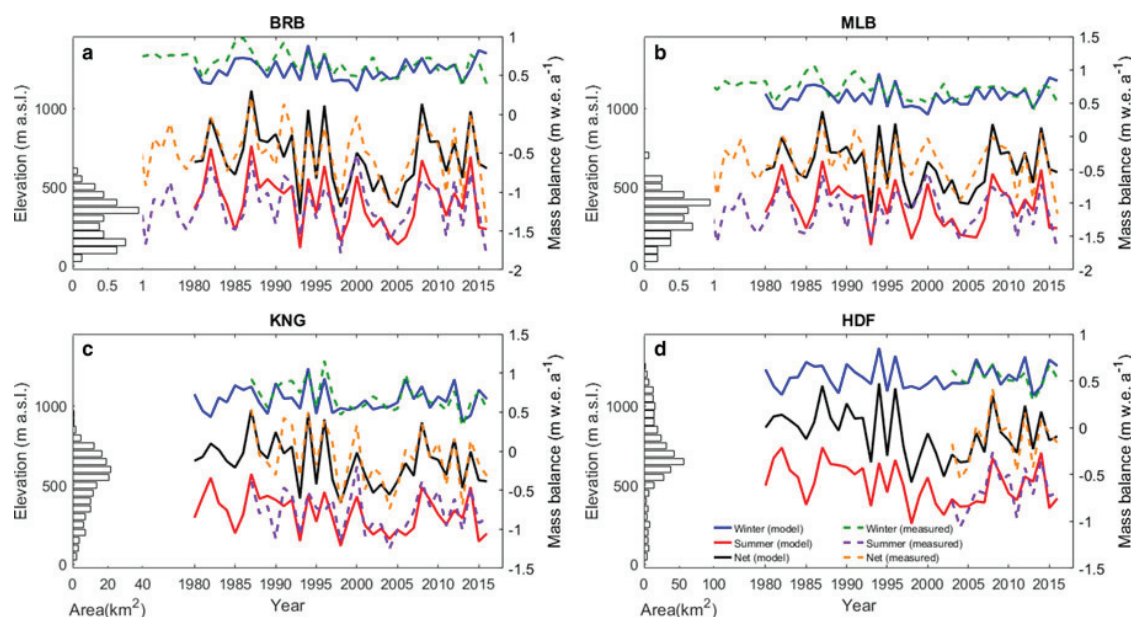 BRB
a
Elevation (m a.s.l.)
1000
500
0
0 0.5 1
1980 1985 1990 1995 2000 2005 2010 2015
1
0.5
0
-0.5
-1
-1.5
-2
Mass balance (m w.e. a⁻¹)
MLB
b
Elevation (m a.s.l.)
1000
500
0
0 0.5 1
1980 1985 1990 1995 2000 2005 2010 2015
1.5
1
0.5
0
-0.5
-1
-1.5
-2
Mass balance (m w.e. a⁻¹)
KNG
c
Elevation (m a.s.l.)
1000
500
0
0 20 40
1980 1985 1990 1995 2000 2005 2010 2015
Area(km²)
Year
1.5
1
0.5
0
-0.5
-1
-1.5
Mass balance (m w.e. a⁻¹)
HDF
d
Elevation (m a.s.l.)
1000
500
0
Winter (model)
Summer (model)
Net (model)
Winter (measured)
Summer (measured)
Net (measured)
0 50 100
1980 1985 1990 1995 2000 2005 2010 2015
Area(km²)
Year
1
0.5
0
-0.5
-1
-1.5
Mass balance (m w.e. a⁻¹)